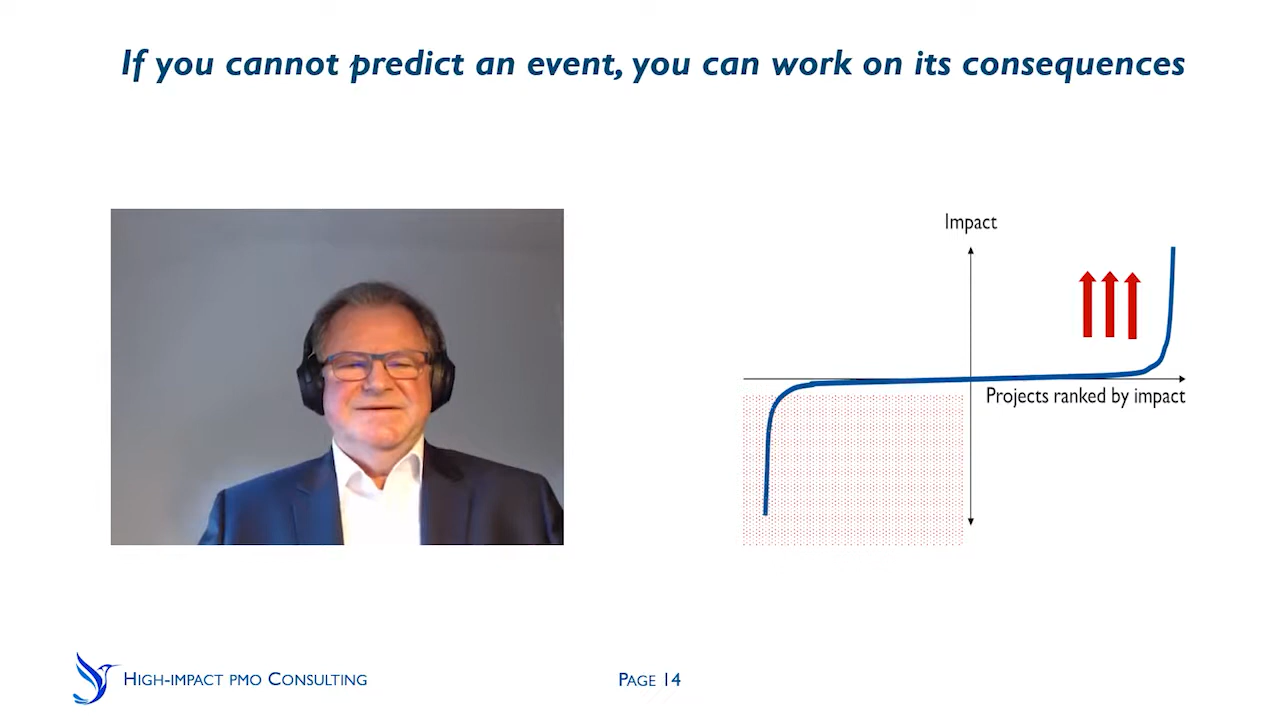 If you cannot predict an event, you can work on its consequences
Impact
Projects ranked by impact
High-impact pmo Consulting
Page 14